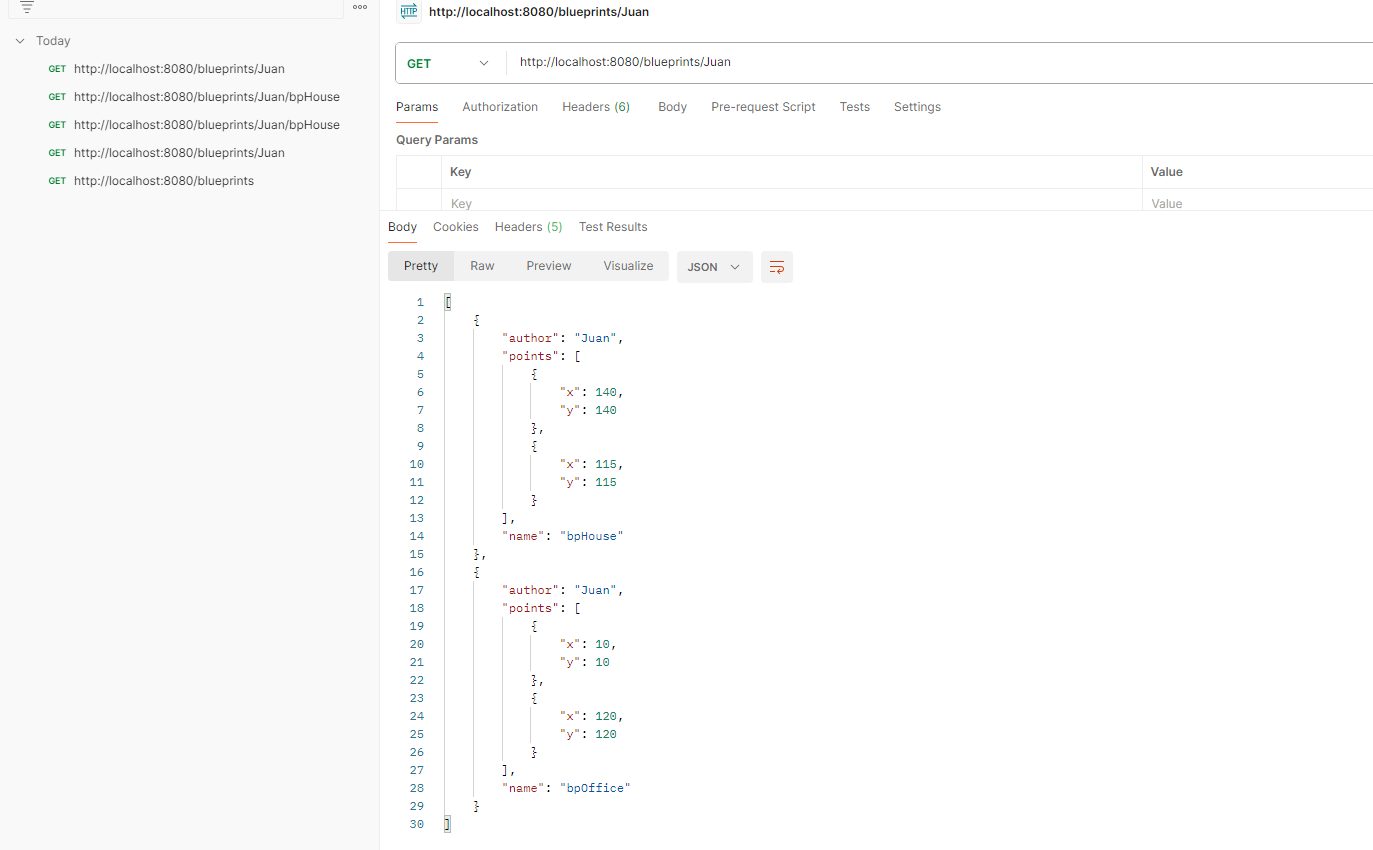 Today
GET http://localhost:8080/blueprints/Juan
GET http://localhost:8080/blueprints/Juan/bpHouse
GET http://localhost:8080/blueprints/Juan/bpHouse
GET http://localhost:8080/blueprints/Juan
GET http://localhost:8080/blueprints
HTTP http://localhost:8080/blueprints/Juan
GET http://localhost:8080/blueprints/Juan
Params Authorization Headers (6) Body Pre-request Script Tests Settings
Query Params
Key Value
Key Value
Body Cookies Headers (5) Test Results
Pretty Raw Preview Visualize JSON
1 [
2 {
3 "author": "Juan",
4 "points": [
5 {
6 "x": 140,
7 "y": 140
8 },
9 {
10 "x": 115,
11 "y": 115
12 }
13 ],
14 "name": "bpHouse"
15 },
16 {
17 "author": "Juan",
18 "points": [
19 {
20 "x": 10,
21 "y": 10
22 },
23 {
24 "x": 120,
25 "y": 120
26 }
27 ],
28 "name": "bpOffice"
29 }
30 ]